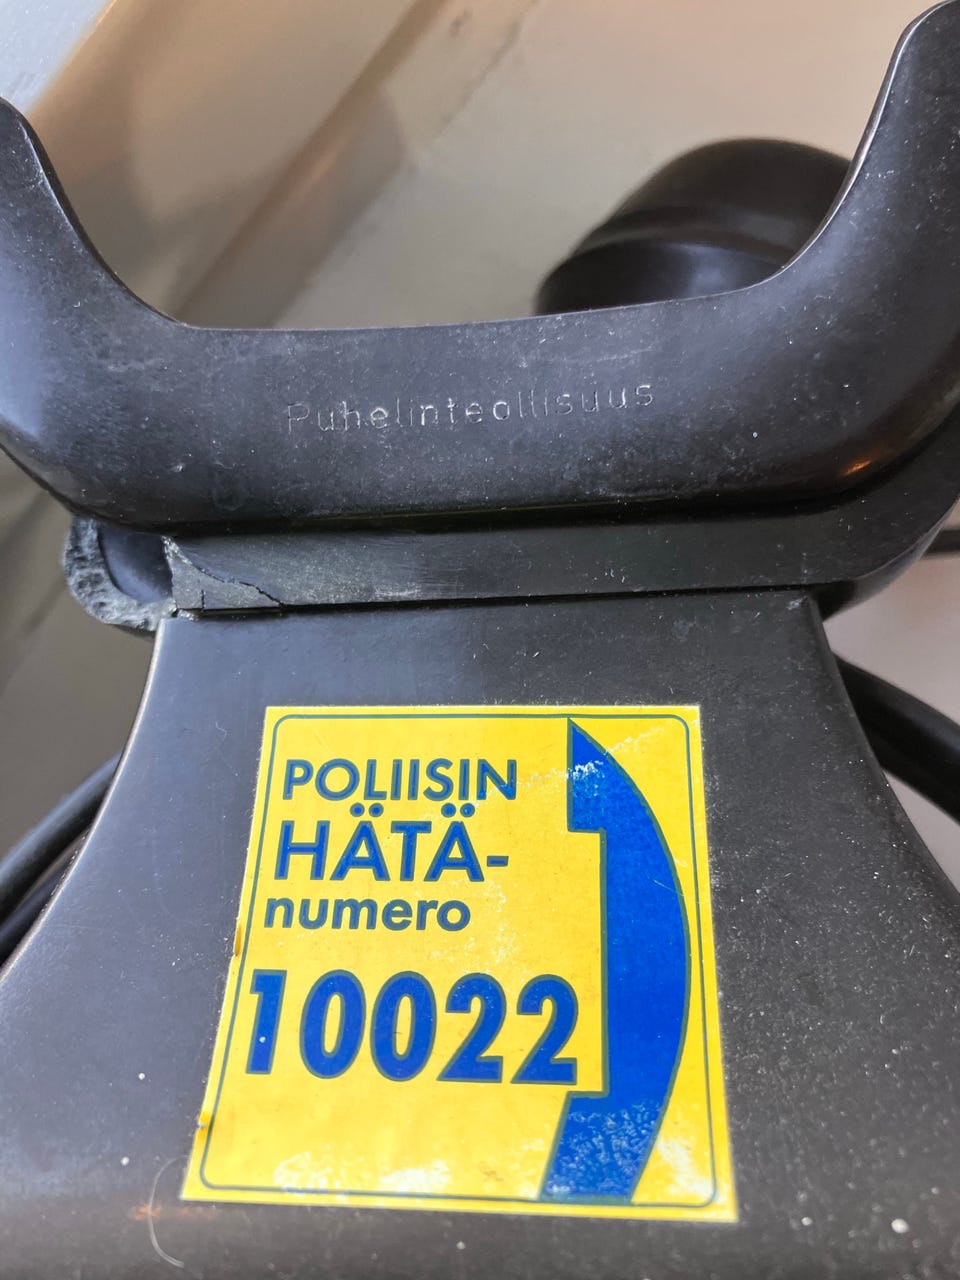 Puhelinteollisuus
POLIISIN
HÄTÄ-
numero
10022